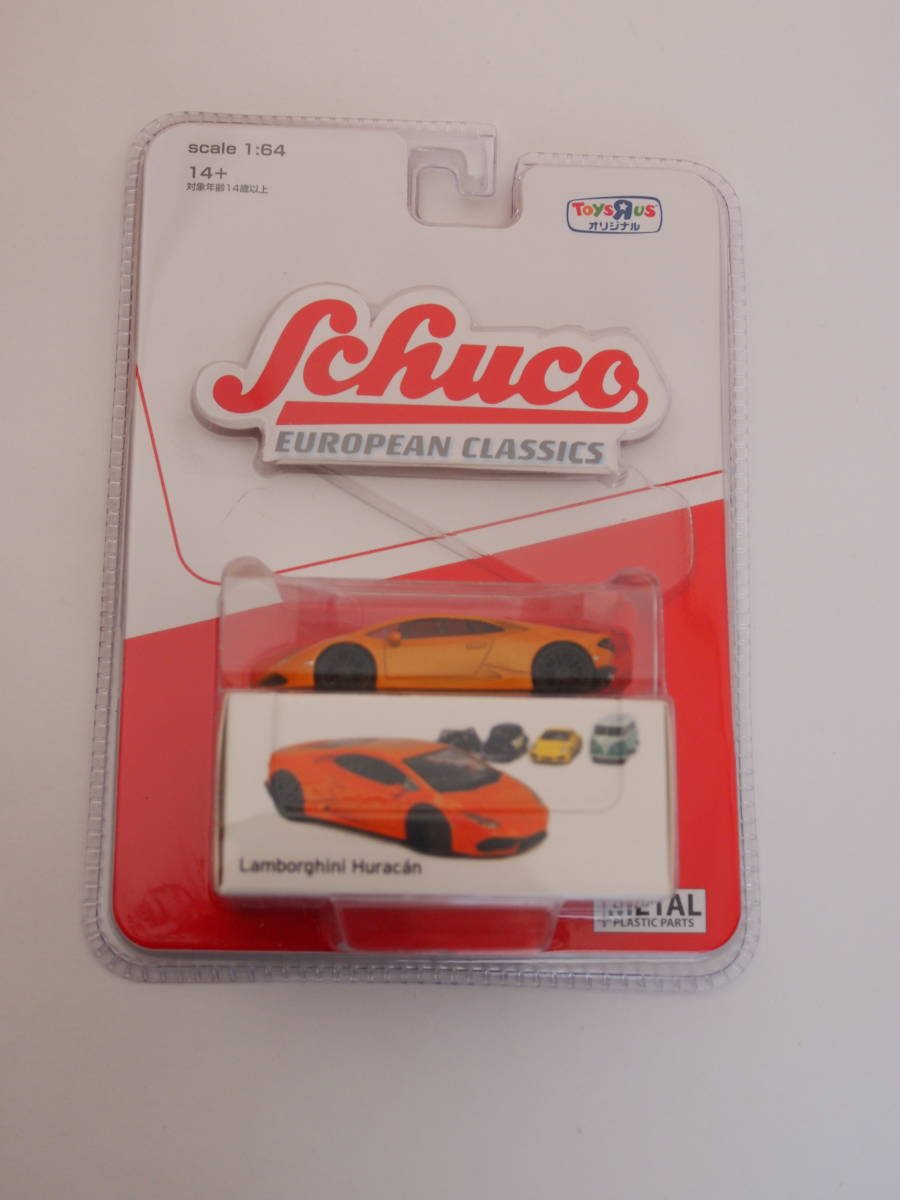 scale 1:64
14+
対象年齢14歳以上
TOYSЯUS
オリジナル
Schuco
EUROPEAN CLASSICS
Lamborghini Huracán
METAL
PLASTIC PARTS